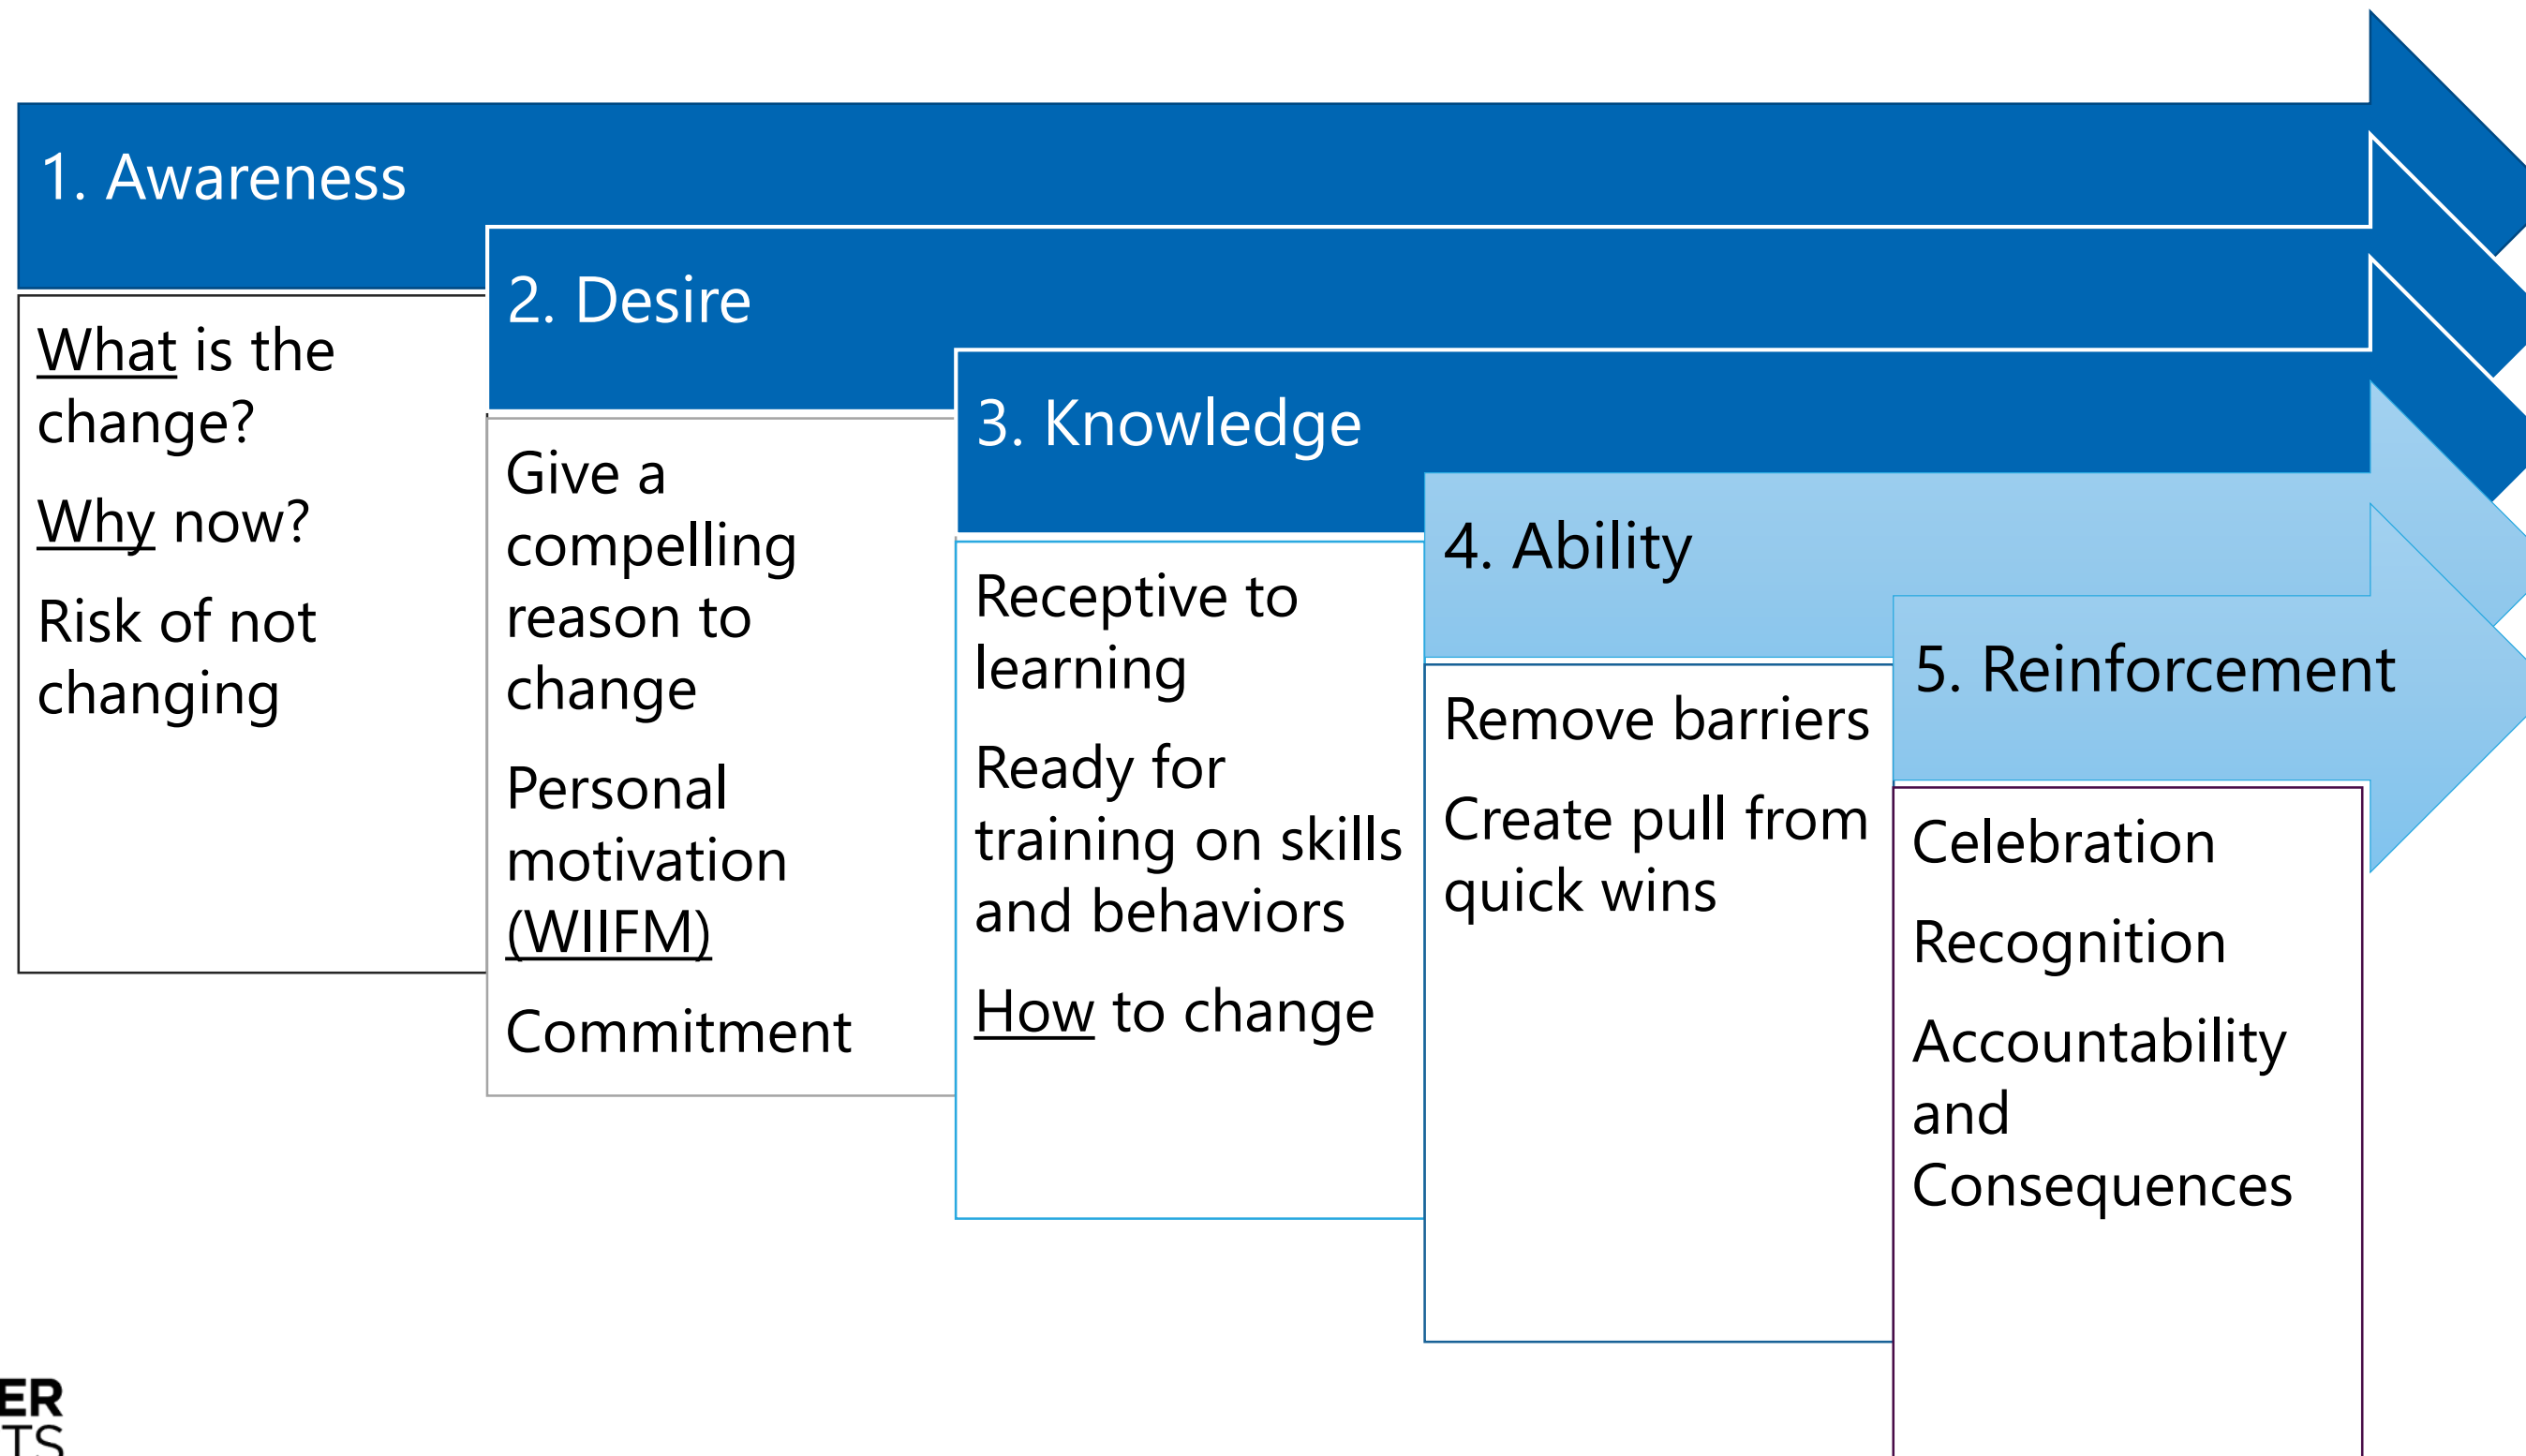 1. Awareness
What is the
change?
Why now?
Risk of not
changing
2. Desire
Give a
compelling
reason to
change
Personal
motivation
(WIIFM)
Commitment
3. Knowledge
Receptive to
learning
Ready for
training on skills
and behaviors
How to change
4. Ability
Remove barriers
Create pull from
quick wins
5. Reinforcement
Celebration
Recognition
Accountability
and
Consequences
ER
TS